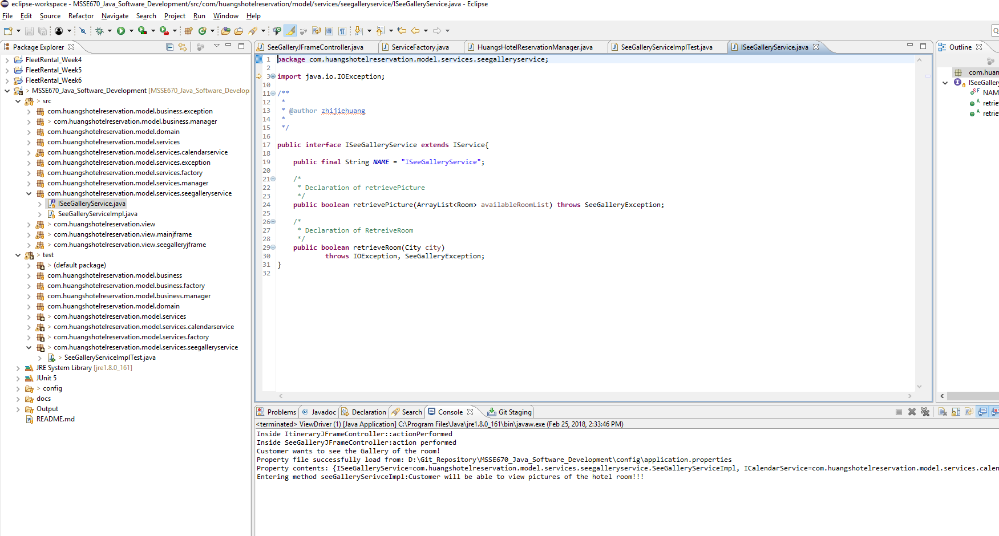 eclipse-workspace - MSSE670_Java_Software_Development/src/com/huangshotelreservation/model/services/seegalleryservice/ISeeGalleryService.java - Eclipse
File Edit Source Refactor Navigate Search Project Run Window Help
Package Explorer
FleetRental_Week4
FleetRental_Week5
FleetRental_Week6
> MSSE670_Java_Software_Development [MSSE670_Java_Software_Develop
> src
com.huangshotelreservation.model.business.exception
> com.huangshotelreservation.model.business.manager
com.huangshotelreservation.model.domain
com.huangshotelreservation.model.services
com.huangshotelreservation.model.services.calendarservice
com.huangshotelreservation.model.services.exception
com.huangshotelreservation.model.services.factory
com.huangshotelreservation.model.services.manager
com.huangshotelreservation.model.services.seegalleryservice
ISeeGalleryService.java
SeeGalleryServiceImpl.java
> com.huangshotelreservation.view
> com.huangshotelreservation.view.mainjframe
> com.huangshotelreservation.view.seegalleryjframe
> test
> (default package)
com.huangshotelreservation.model.business
com.huangshotelreservation.model.business.factory
com.huangshotelreservation.model.business.manager
com.huangshotelreservation.model.domain
> com.huangshotelreservation.model.services
> com.huangshotelreservation.model.services.calendarservice
> com.huangshotelreservation.model.services.factory
> com.huangshotelreservation.model.services.seegalleryservice
> SeeGalleryServiceImplTest.java
JRE System Library [jre1.8.0_161]
JUnit 5
> config
docs
Output
README.md
SeeGalleryJFrameController.java ServiceFactory.java HuangsHotelReservationManager.java SeeGalleryServiceImplTest.java ISeeGalleryService.java
1 package com.huangshotelreservation.model.services.seegalleryservice;
2
3 import java.io.IOException;
10
11 /**
12 *
13 * @author zhijiehuang
14 *
15 */
16
17 public interface ISeeGalleryService extends IService{
18
19 public final String NAME = "ISeeGalleryService";
20
21 /*
22 * Declaration of retrievePicture
23 */
24 public boolean retrievePicture(ArrayList<Room> availableRoomList) throws SeeGalleryException;
25
26 /*
27 * Declaration of RetreiveRoom
28 */
29 public boolean retrieveRoom(City city)
30 throws IOException, SeeGalleryException;
31 }
32
Outline
com.huan
ISeeGallery
NAM
retrie
retrie
Problems Javadoc Declaration Search Console Git Staging
<terminated> ViewDriver (1) [Java Application] C:\Program Files\Java\jre1.8.0_161\bin\javaw.exe (Feb 25, 2018, 2:33:46 PM)
Inside ItineraryJFrameController::actionPerformed
Inside SeeGalleryJFrameController:action performed
Customer wants to see the Gallery of the room!
Property file successfully load from: D:\Git_Repository\MSSE670_Java_Software_Development\config\application.properties
Property contents: {ISeeGalleryService=com.huangshotelreservation.model.services.seegalleryservice.SeeGalleryServiceImpl, ICalendarService=com.huangshotelreservation.model.services.calen
Entering method seeGallerySerivceImpl:Customer will be able to view pictures of the hotel room!!!